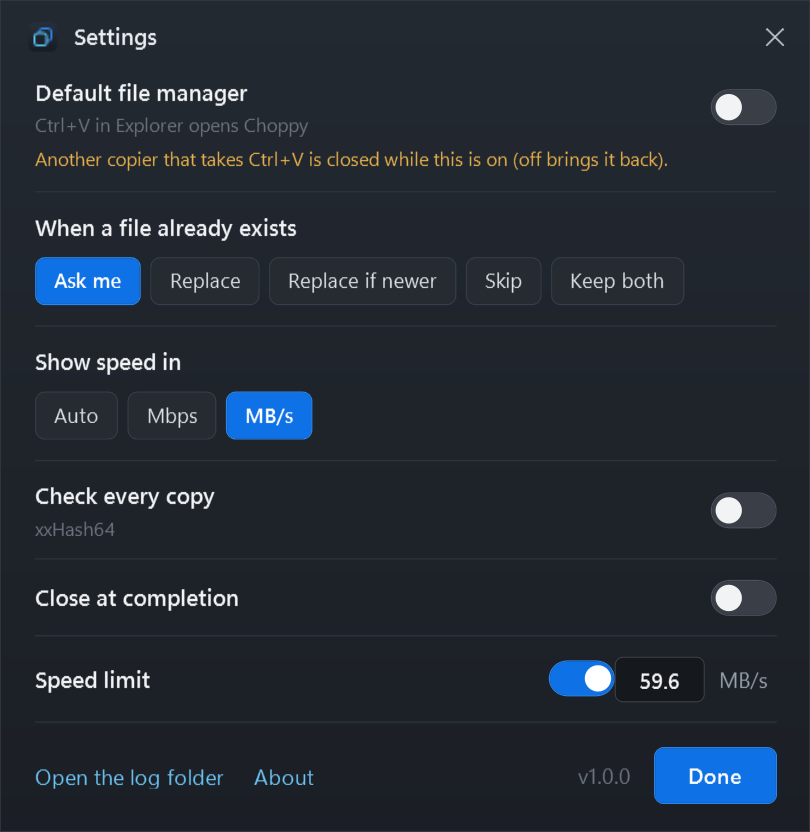 Settings
Default file manager
Ctrl+V in Explorer opens Choppy
Another copier that takes Ctrl+V is closed while this is on (off brings it back).
When a file already exists
Ask me Replace Replace if newer Skip Keep both
Show speed in
Auto Mbps MB/s
Check every copy
xxHash64
Close at completion
Speed limit 59.6 MB/s
Open the log folder About v1.0.0 Done